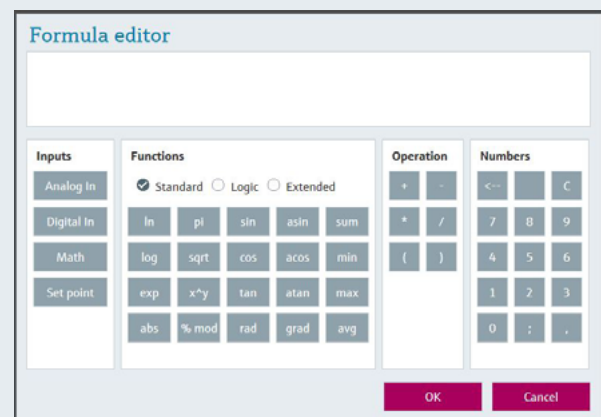 Formula editor
Inputs Functions Operation Numbers
Standard Logic Extended
Analog In + - <-- C
Digital In ln pi sin asin sum * / 7 8 9
Math log sqrt cos acos min ( ) 4 5 6
Set point exp x^y tan atan max 1 2 3
abs % mod rad grad avg 0 ; ,
OK Cancel